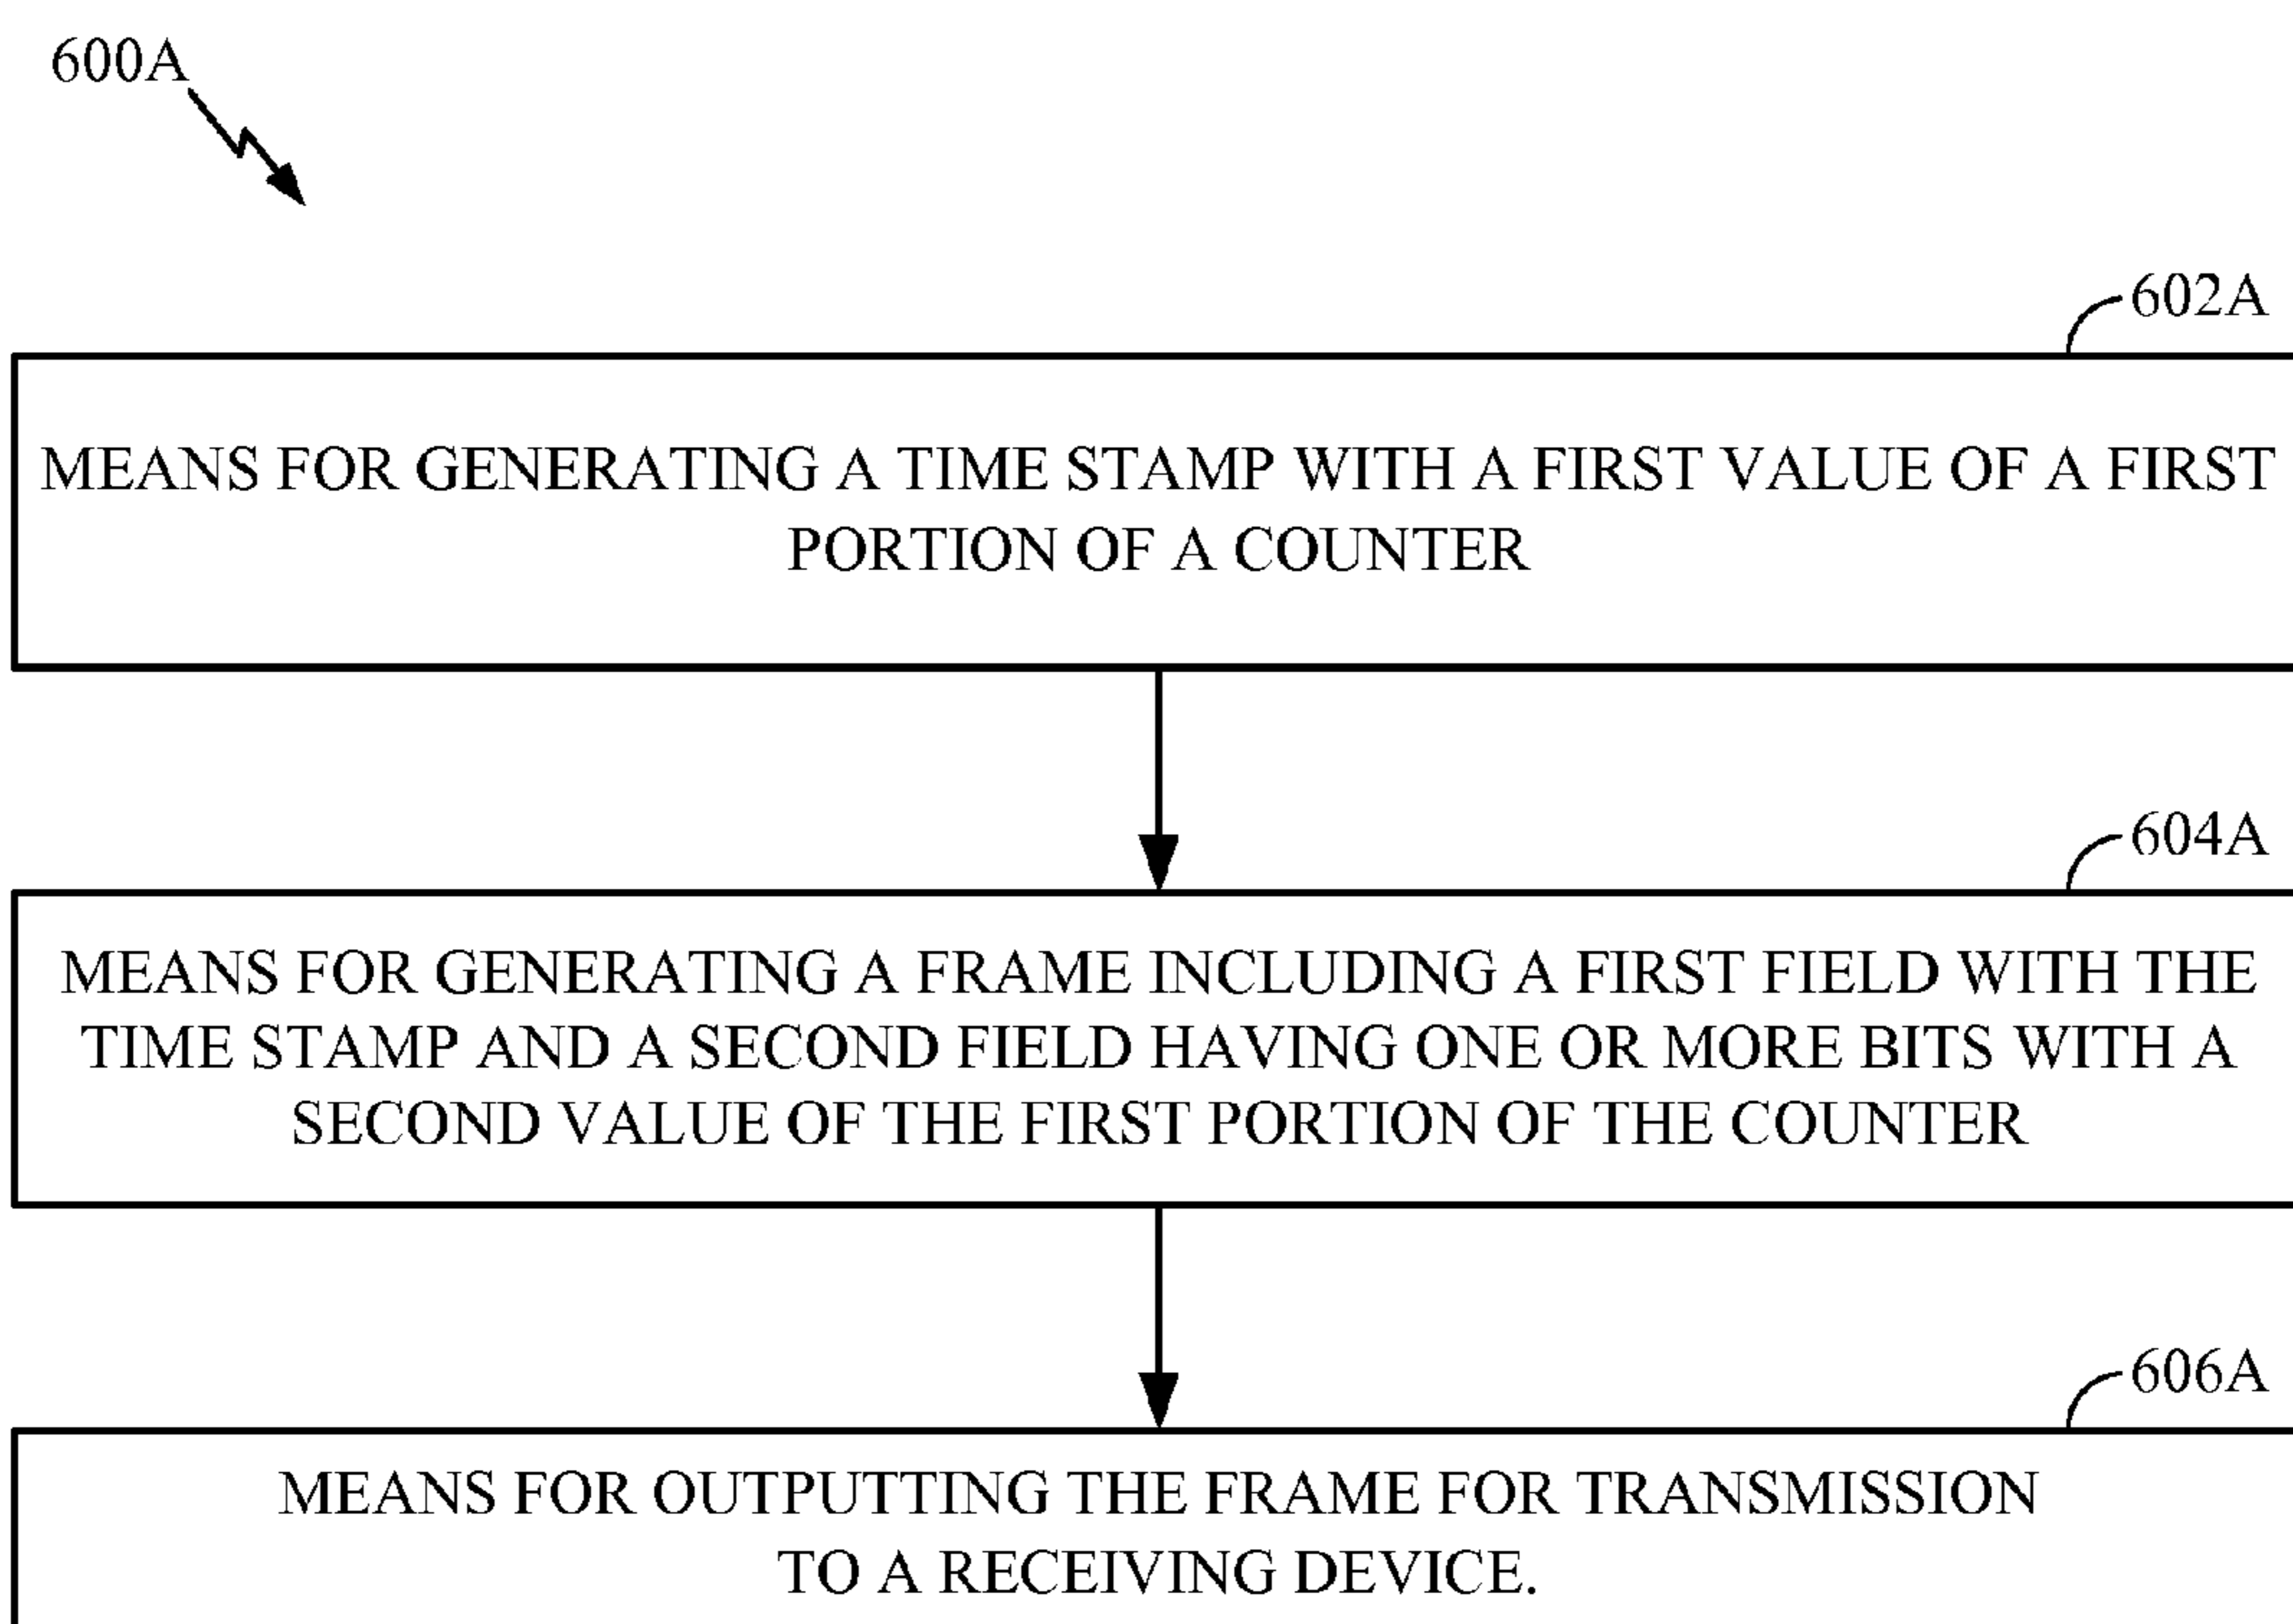 600A
602A
MEANS FOR GENERATING A TIME STAMP WITH A FIRST VALUE OF A FIRST
PORTION OF A COUNTER
604A
MEANS FOR GENERATING A FRAME INCLUDING A FIRST FIELD WITH THE
TIME STAMP AND A SECOND FIELD HAVING ONE OR MORE BITS WITH A
SECOND VALUE OF THE FIRST PORTION OF THE COUNTER
606A
MEANS FOR OUTPUTTING THE FRAME FOR TRANSMISSION
TO A RECEIVING DEVICE.